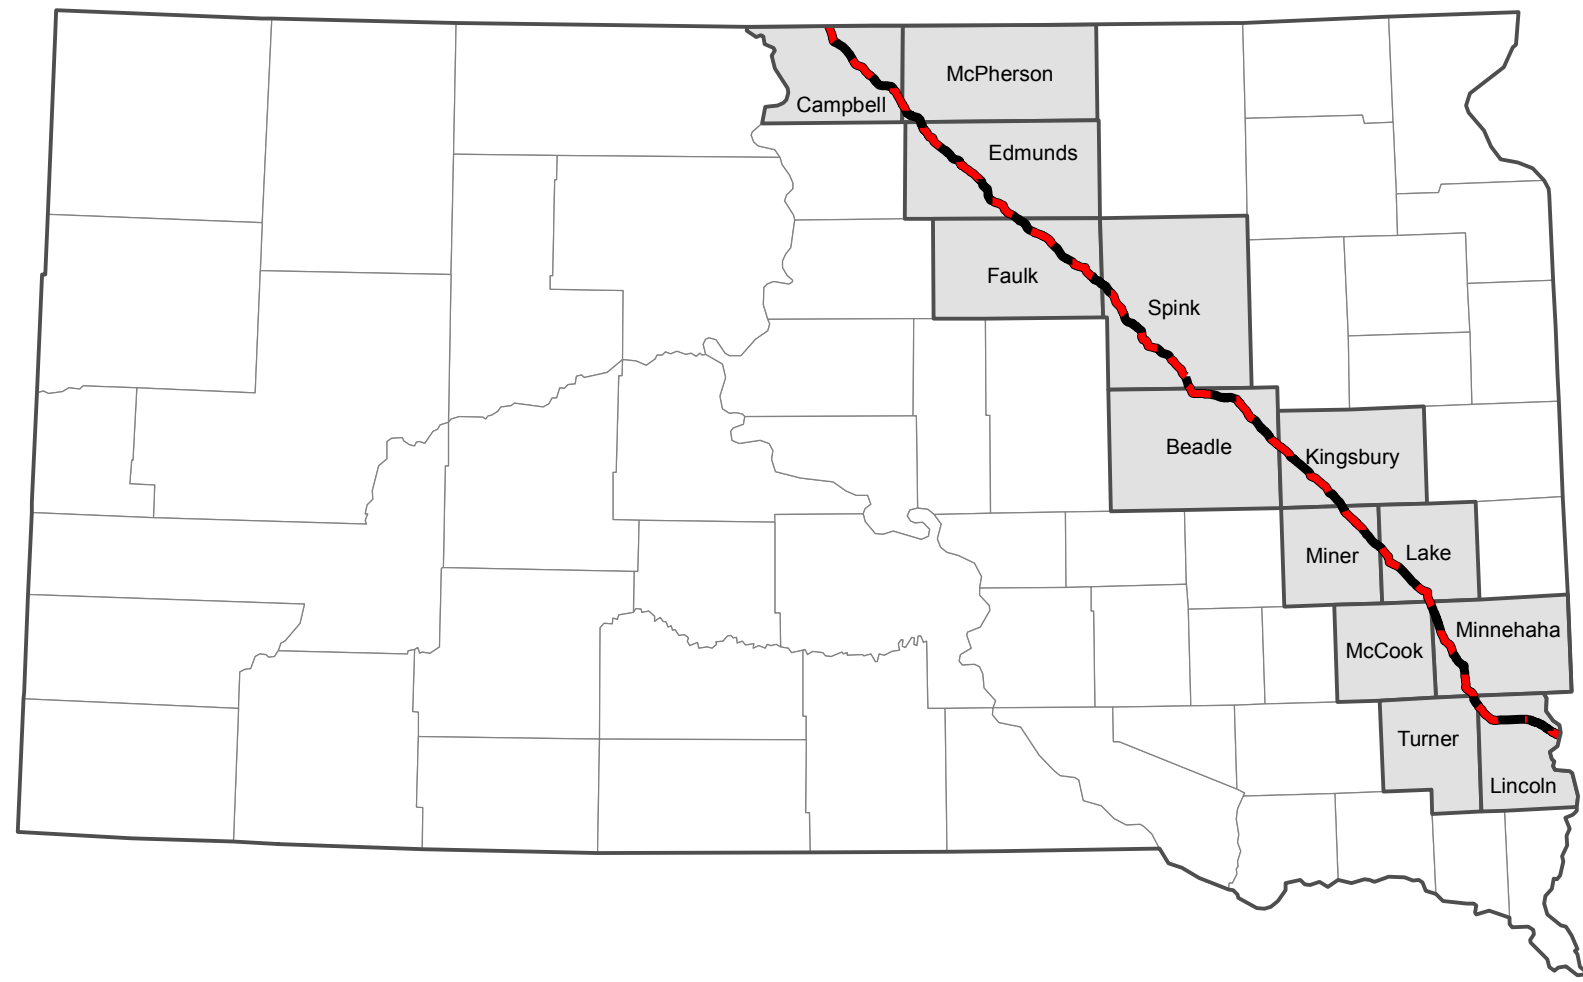 McPherson
Campbell
Edmunds
Faulk
Spink
Beadle
Kingsbury
Miner
Lake
Minnehaha
McCook
Turner
Lincoln